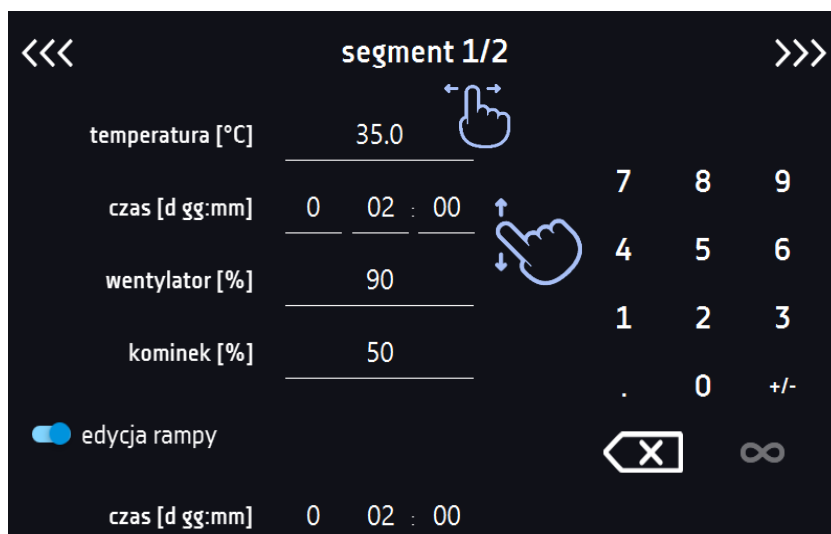 <<< segment 1/2 >>>
temperatura [°C] 35.0
czas [d gg:mm] 0 02 : 00
wentylator [%] 90
kominek [%] 50
edycja rampy
czas [d gg:mm] 0 02 : 00
7 8 9
4 5 6
1 2 3
. 0 +/-
X ∞